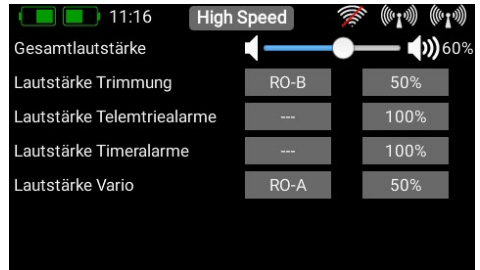 11:16 High Speed
Gesamtlautstärke 60%
Lautstärke Trimmung RO-B 50%
Lautstärke Telemtriealarme --- 100%
Lautstärke Timeralarme --- 100%
Lautstärke Vario RO-A 50%